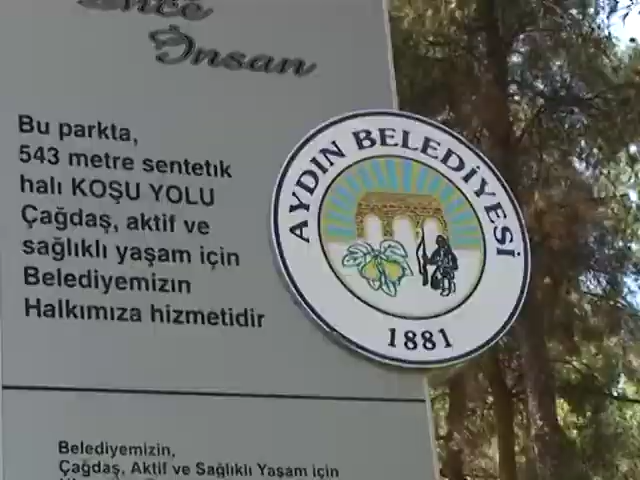 Önce
İnsan
Bu parkta,
543 metre sentetik
halı KOŞU YOLU
Çağdaş, aktif ve
sağlıklı yaşam için
Belediyemizin
Halkımıza hizmetidir
AYDIN BELEDİYESİ
1881
Belediyemizin,
Çağdaş, Aktif ve Sağlıklı Yaşam için